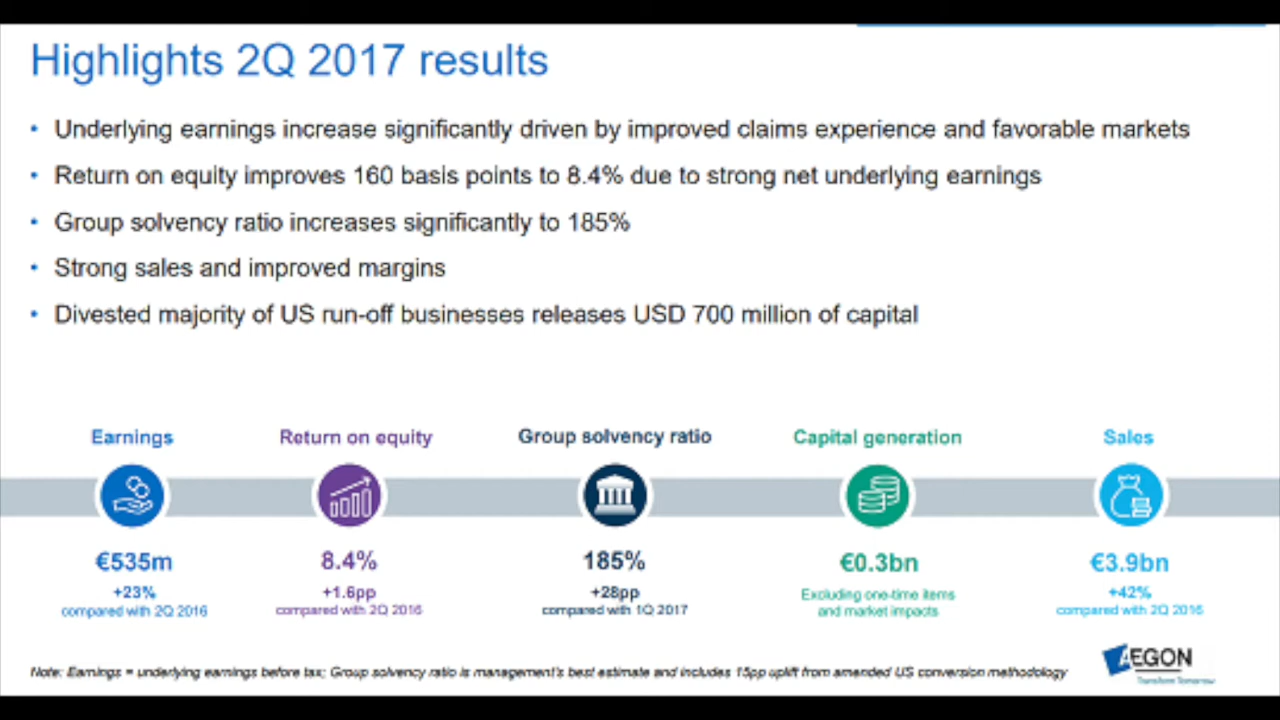 Highlights 2Q 2017 results
• Underlying earnings increase significantly driven by improved claims experience and favorable markets
• Return on equity improves 160 basis points to 8.4% due to strong net underlying earnings
• Group solvency ratio increases significantly to 185%
• Strong sales and improved margins
• Divested majority of US run-off businesses releases USD 700 million of capital
Earnings
€535m
+23%
compared with 2Q 2016
Return on equity
8.4%
+1.6pp
compared with 2Q 2016
Group solvency ratio
185%
+28pp
compared with 1Q 2017
Capital generation
€0.3bn
Excluding one-time items
and market impacts
Sales
€3.9bn
+42%
compared with 2Q 2016
Note: Earnings = underlying earnings before tax; Group solvency ratio is management's best estimate and includes 15pp uplift from amended US conversion methodology
AEGON
Transform Tomorrow